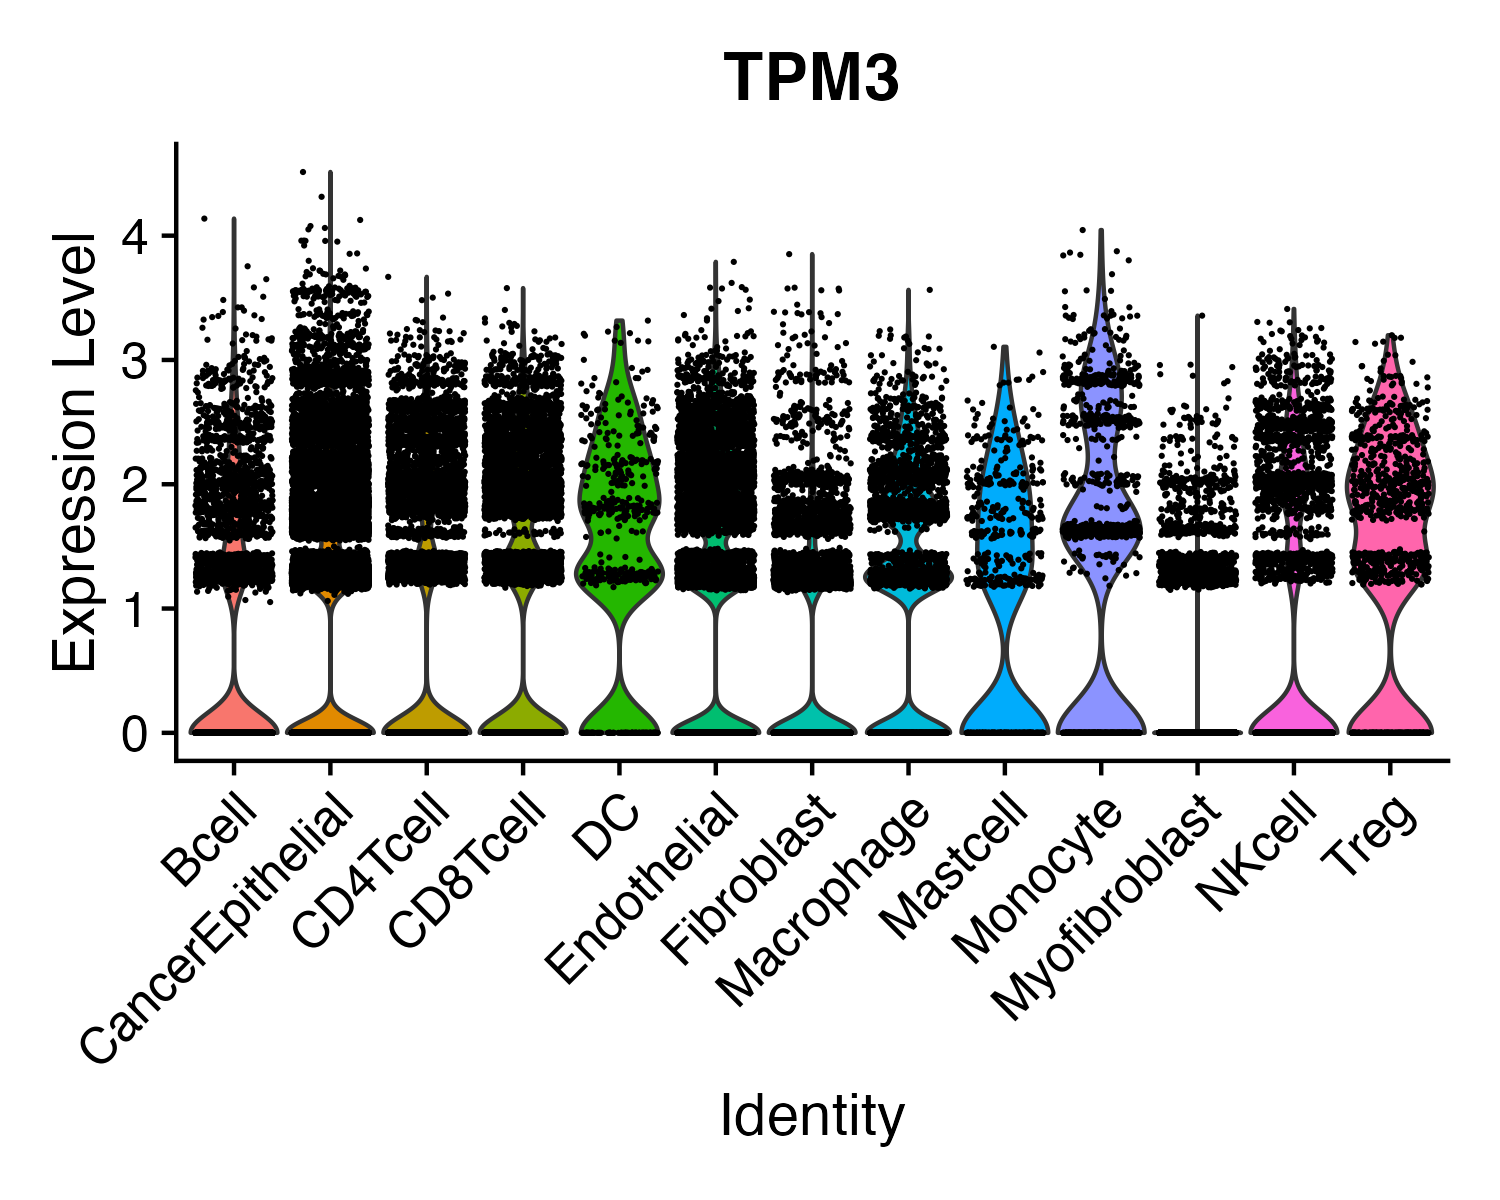 TPM3
Expression Level
4
3
2
1
0
Bcell
CancerEpithelial
CD4Tcell
CD8Tcell
DC
Endothelial
Fibroblast
Macrophage
Mastcell
Monocyte
Myofibroblast
NKcell
Treg
Identity